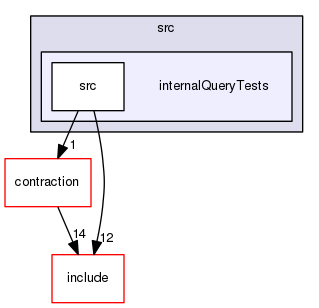 src
src
internalQueryTests
1
contraction
14
12
include